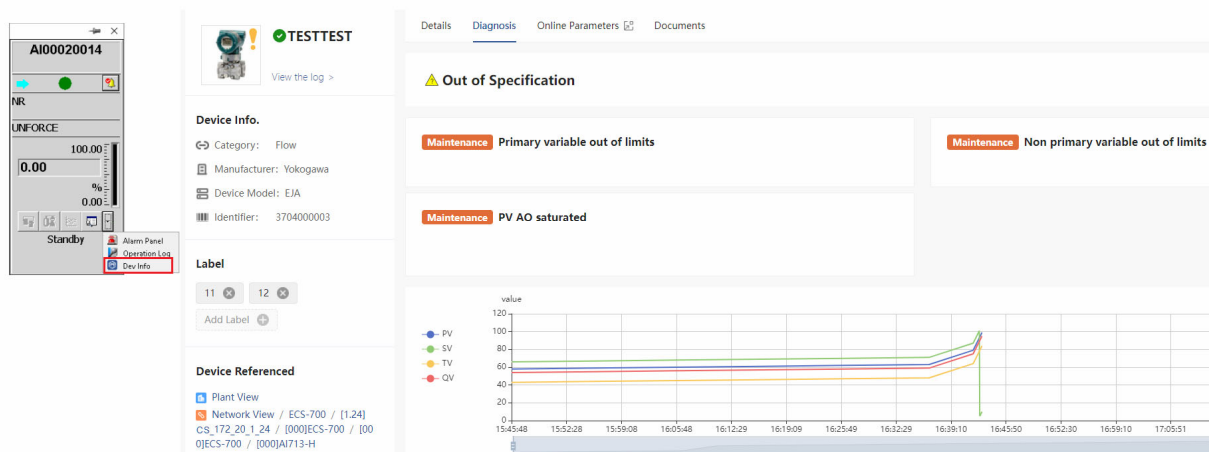 AI00020014
NR
UNFORCE
100.00
0.00
%
0.00
Standby
Alarm Panel
Operation Log
Dev Info
TESTTEST
View the log >
Device Info.
Category: Flow
Manufacturer: Yokogawa
Device Model: EJA
Identifier: 3704000003
Label
11
12
Add Label
Device Referenced
Plant View
Network View / ECS-700 / [1.24]
CS_172_20_1_24 / [000]ECS-700 / [00
0]ECS-700 / [000]AI713-H
Details Diagnosis Online Parameters Documents
Out of Specification
Maintenance Primary variable out of limits
Maintenance Non primary variable out of limits
Maintenance PV AO saturated
value
PV
SV
TV
QV
120
100
80
60
40
20
0
15:45:48 15:52:28 15:59:08 16:05:48 16:12:29 16:19:09 16:25:49 16:32:29 16:39:10 16:45:50 16:52:30 16:59:10 17:05:51